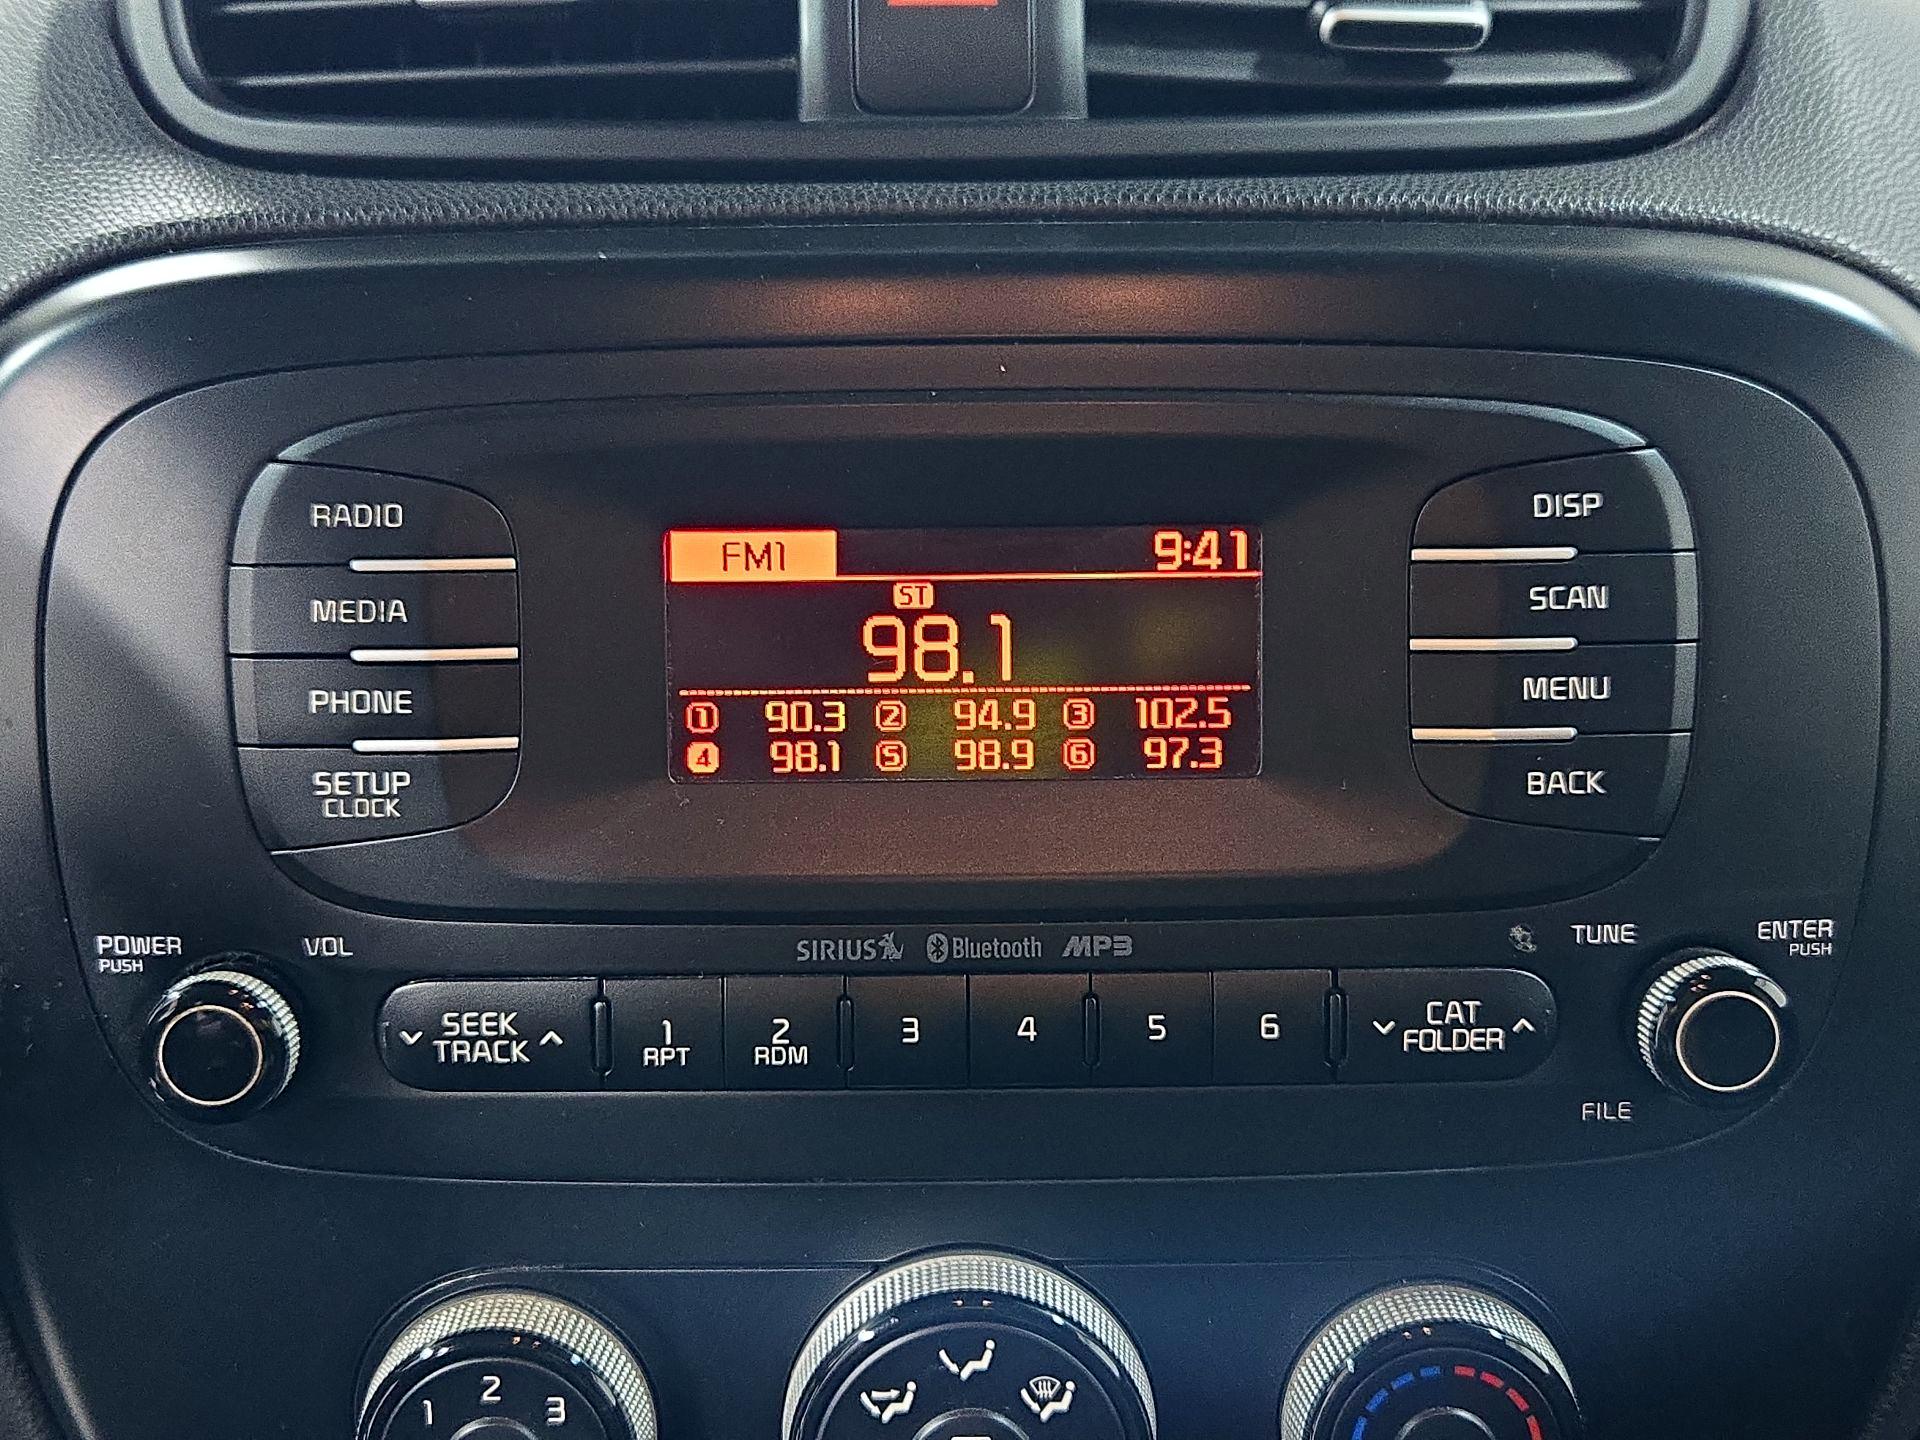 FM1 9:41
ST
98.1
1 90.3 2 94.9 3 102.5
4 98.1 5 98.9 6 97.3
RADIO
MEDIA
PHONE
SETUP
CLOCK
DISP
SCAN
MENU
BACK
POWER
PUSH
VOL
SIRIUS Bluetooth MP3
TUNE
ENTER
PUSH
SEEK
TRACK
1
RPT
2
RDM
3
4
5
6
CAT
FOLDER
FILE
1 2 3